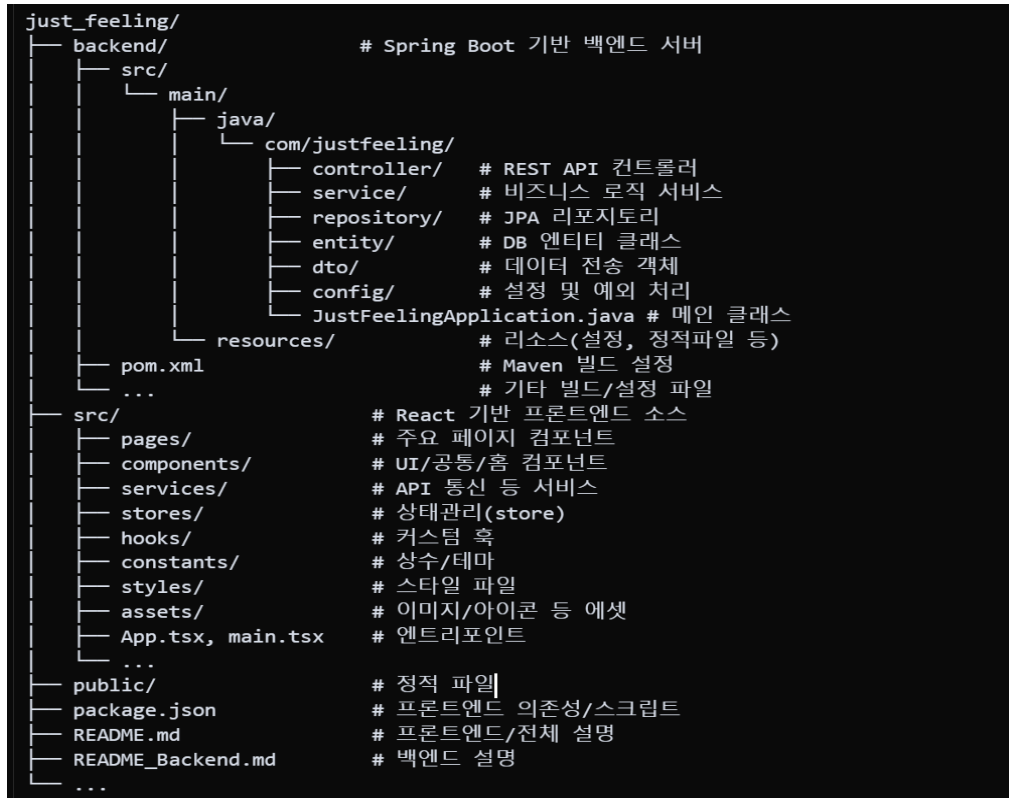 just_feeling/
├── backend/                # Spring Boot 기반 백엔드 서버
│   ├── src/
│   │   └── main/
│   │       ├── java/
│   │       │   └── com/justfeeling/
│   │       │       ├── controller/   # REST API 컨트롤러
│   │       │       ├── service/      # 비즈니스 로직 서비스
│   │       │       ├── repository/   # JPA 리포지토리
│   │       │       ├── entity/       # DB 엔티티 클래스
│   │       │       ├── dto/          # 데이터 전송 객체
│   │       │       ├── config/       # 설정 및 예외 처리
│   │       │       └── JustFeelingApplication.java # 메인 클래스
│   │       └── resources/            # 리소스(설정, 정적파일 등)
│   ├── pom.xml                       # Maven 빌드 설정
│   └── ...                           # 기타 빌드/설정 파일
├── src/                     # React 기반 프론트엔드 소스
│   ├── pages/               # 주요 페이지 컴포넌트
│   ├── components/          # UI/공통/홈 컴포넌트
│   ├── services/            # API 통신 등 서비스
│   ├── stores/              # 상태관리(store)
│   ├── hooks/               # 커스텀 훅
│   ├── constants/           # 상수/테마
│   ├── styles/              # 스타일 파일
│   ├── assets/              # 이미지/아이콘 등 에셋
│   ├── App.tsx, main.tsx    # 엔트리포인트
│   └── ...
├── public/                  # 정적 파일
├── package.json             # 프론트엔드 의존성/스크립트
├── README.md                # 프론트엔드/전체 설명
├── README_Backend.md        # 백엔드 설명
└── ...